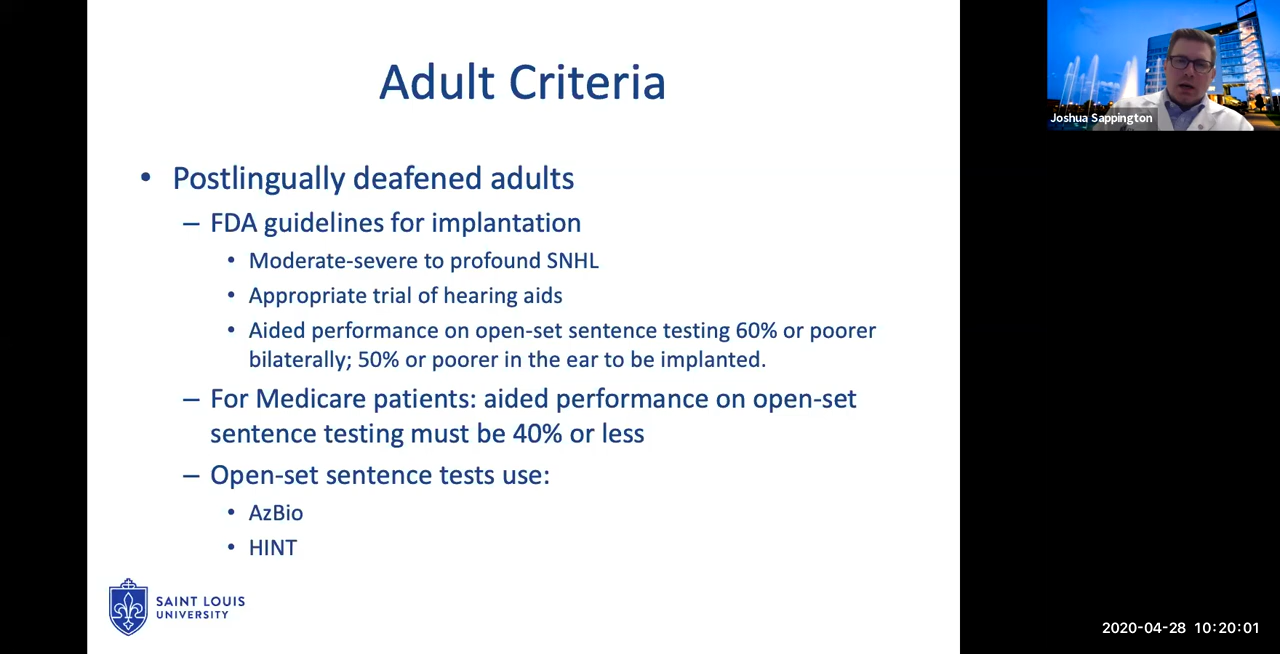 Adult Criteria
• Postlingually deafened adults
– FDA guidelines for implantation
• Moderate-severe to profound SNHL
• Appropriate trial of hearing aids
• Aided performance on open-set sentence testing 60% or poorer
bilaterally; 50% or poorer in the ear to be implanted.
– For Medicare patients: aided performance on open-set
sentence testing must be 40% or less
– Open-set sentence tests use:
• AzBio
• HINT
SAINT LOUIS
UNIVERSITY
Joshua Sappington
2020-04-28 10:20:01